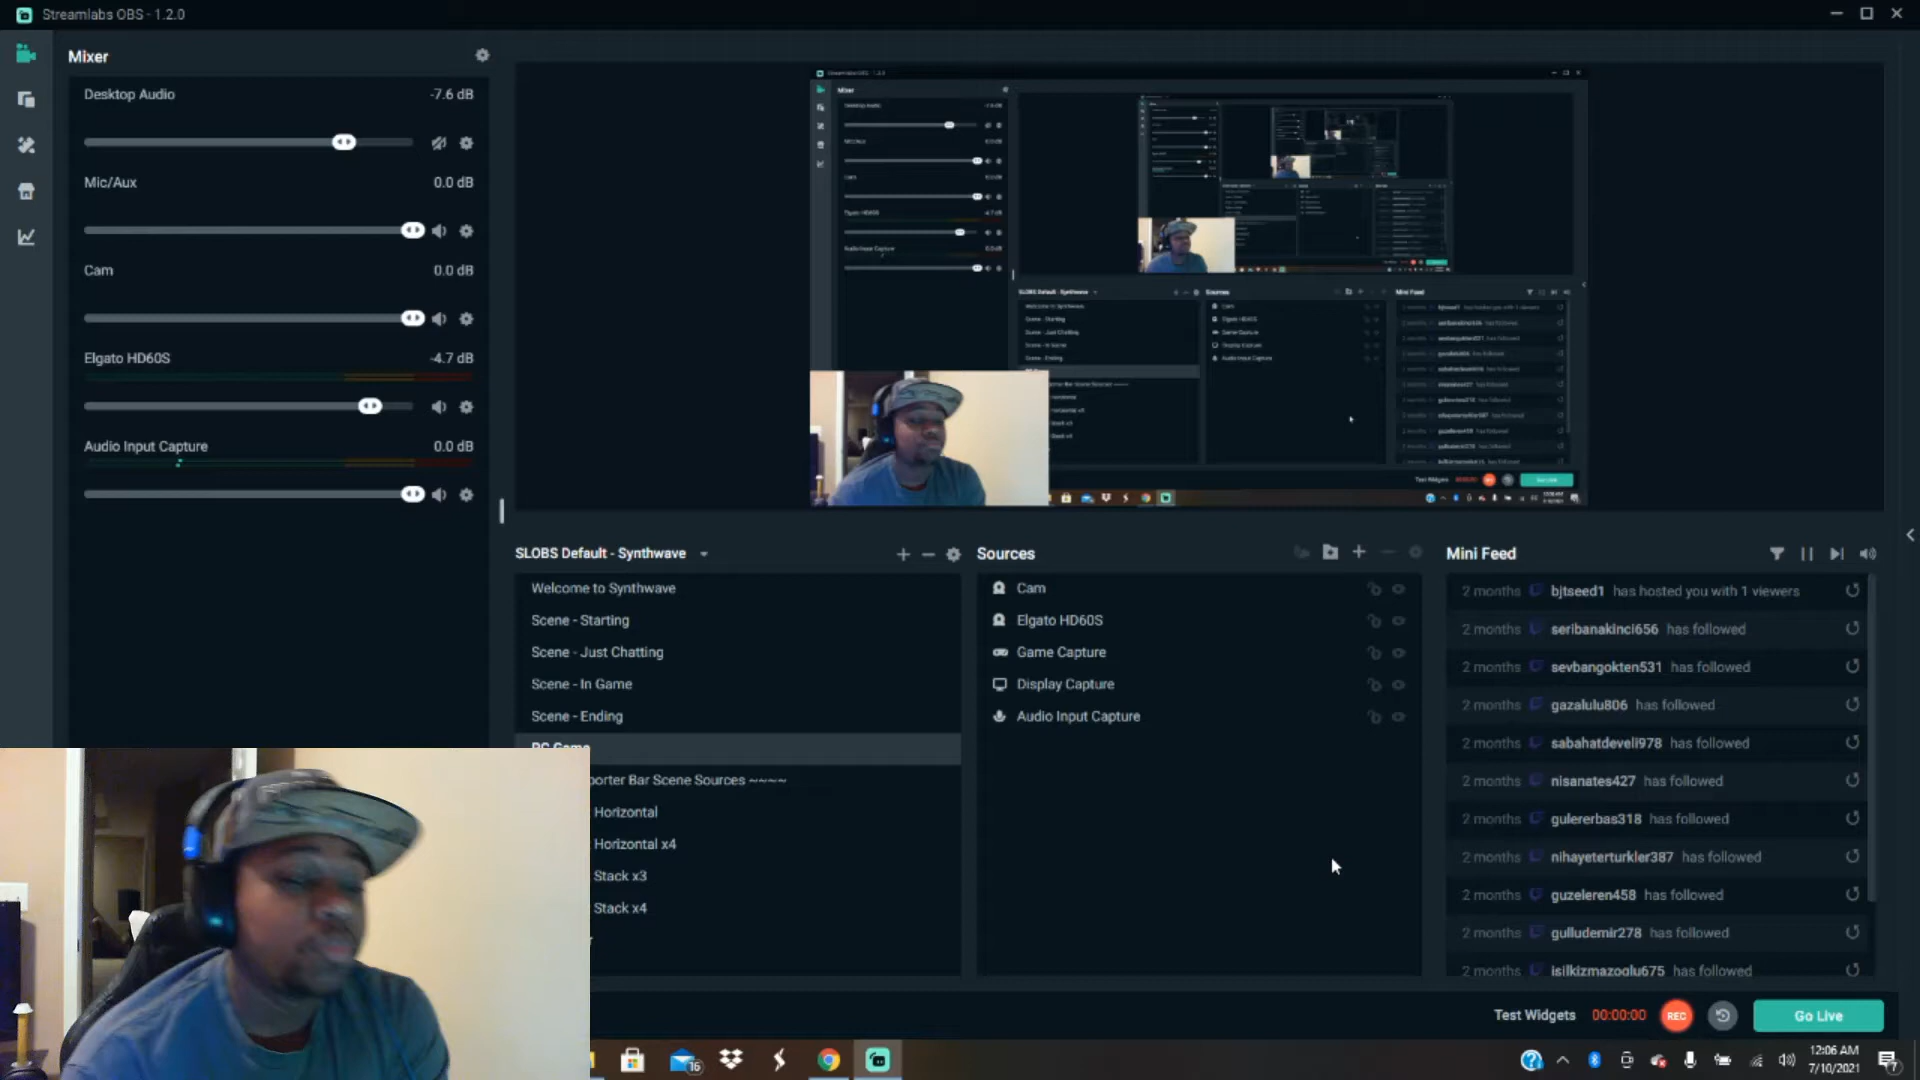 Streamlabs OBS - 1.2.0
Mixer
Desktop Audio
-7.6 dB
Mic/Aux
0.0 dB
Cam
0.0 dB
Elgato HD60S
-4.7 dB
Audio Input Capture
0.0 dB
SLOBS Default - Synthwave
Welcome to Synthwave
Scene - Starting
Scene - Just Chatting
Scene - In Game
Scene - Ending
PC Game
porter Bar Scene Sources ~~~~
Horizontal
Horizontal x4
Stack x3
Stack x4
Sources
Cam
Elgato HD60S
Game Capture
Display Capture
Audio Input Capture
Mini Feed
2 months bjtseed1 has hosted you with 1 viewers
2 months seribanakinci656 has followed
2 months sevbangokten531 has followed
2 months gazalulu806 has followed
2 months sabahatdeveli978 has followed
2 months nisanates427 has followed
2 months gulererbas318 has followed
2 months nihayeterturkler387 has followed
2 months guzeleren458 has followed
2 months gulludemir278 has followed
2 months isilkizmazoglu675 has followed
Test Widgets
00:00:00
REC
Go Live
16
12:06 AM
7/10/2021
7